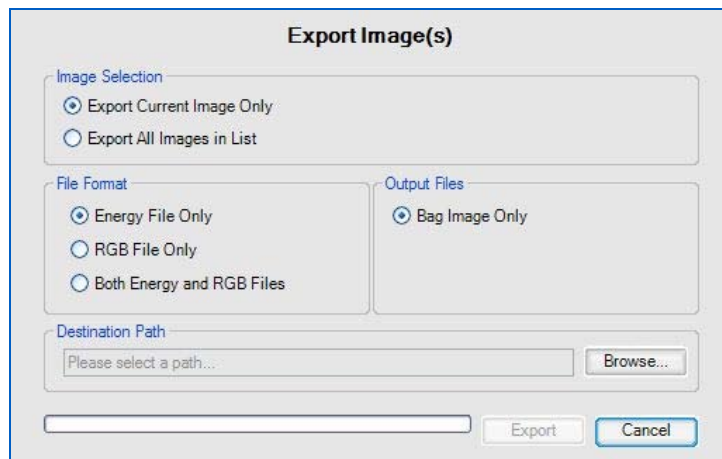 Export Image(s)
Image Selection
Export Current Image Only
Export All Images in List
File Format
Energy File Only
RGB File Only
Both Energy and RGB Files
Output Files
Bag Image Only
Destination Path
Please select a path...
Browse...
Export
Cancel